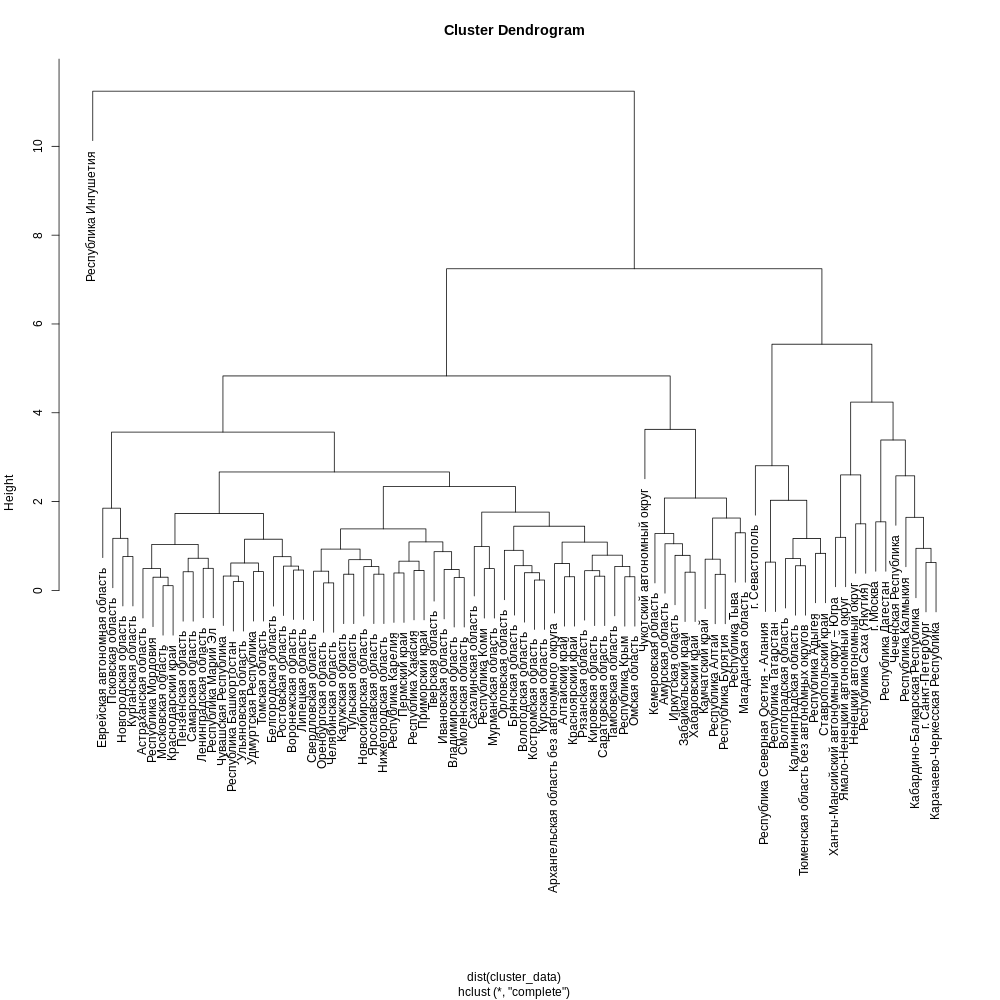 Cluster Dendrogram
Height
10
8
6
4
2
0
Республика Ингушетия
Еврейская автономная область
Псковская область
Новгородская область
Курганская область
Астраханская область
Республика Мордовия
Московская область
Краснодарский край
Пензенская область
Самарская область
Ленинградская область
Республика Марий Эл
Чувашская Республика
Республика Башкортостан
Ульяновская область
Удмуртская Республика
Томская область
Белгородская область
Ростовская область
Воронежская область
Липецкая область
Свердловская область
Оренбургская область
Челябинская область
Калужская область
Тульская область
Новосибирская область
Ярославская область
Нижегородская область
Республика Карелия
Пермский край
Республика Хакасия
Приморский край
Тверская область
Ивановская область
Владимирская область
Смоленская область
Сахалинская область
Республика Коми
Мурманская область
Орловская область
Брянская область
Вологодская область
Костромская область
Курская область
Архангельская область без автономного округа
Алтайский край
Красноярский край
Рязанская область
Кировская область
Саратовская область
Тамбовская область
Республика Крым
Омская область
Чукотский автономный округ
Кемеровская область
Амурская область
Иркутская область
Забайкальский край
Хабаровский край
Камчатский край
Республика Алтай
Республика Бурятия
Республика Тыва
Магаданская область
г. Севастополь
Республика Северная Осетия - Алания
Республика Татарстан
Волгоградская область
Калининградская область
Тюменская область без автономных округов
Республика Адыгея
Ставропольский край
Ханты-Мансийский автономный округ – Югра
Ямало-Ненецкий автономный округ
Ненецкий автономный округ
Республика Саха (Якутия)
г. Москва
Республика Дагестан
Чеченская Республика
Республика Калмыкия
Кабардино-Балкарская Республика
г. Санкт-Петербург
Карачаево-Черкесская Республика
dist(cluster_data)
hclust (*, "complete")